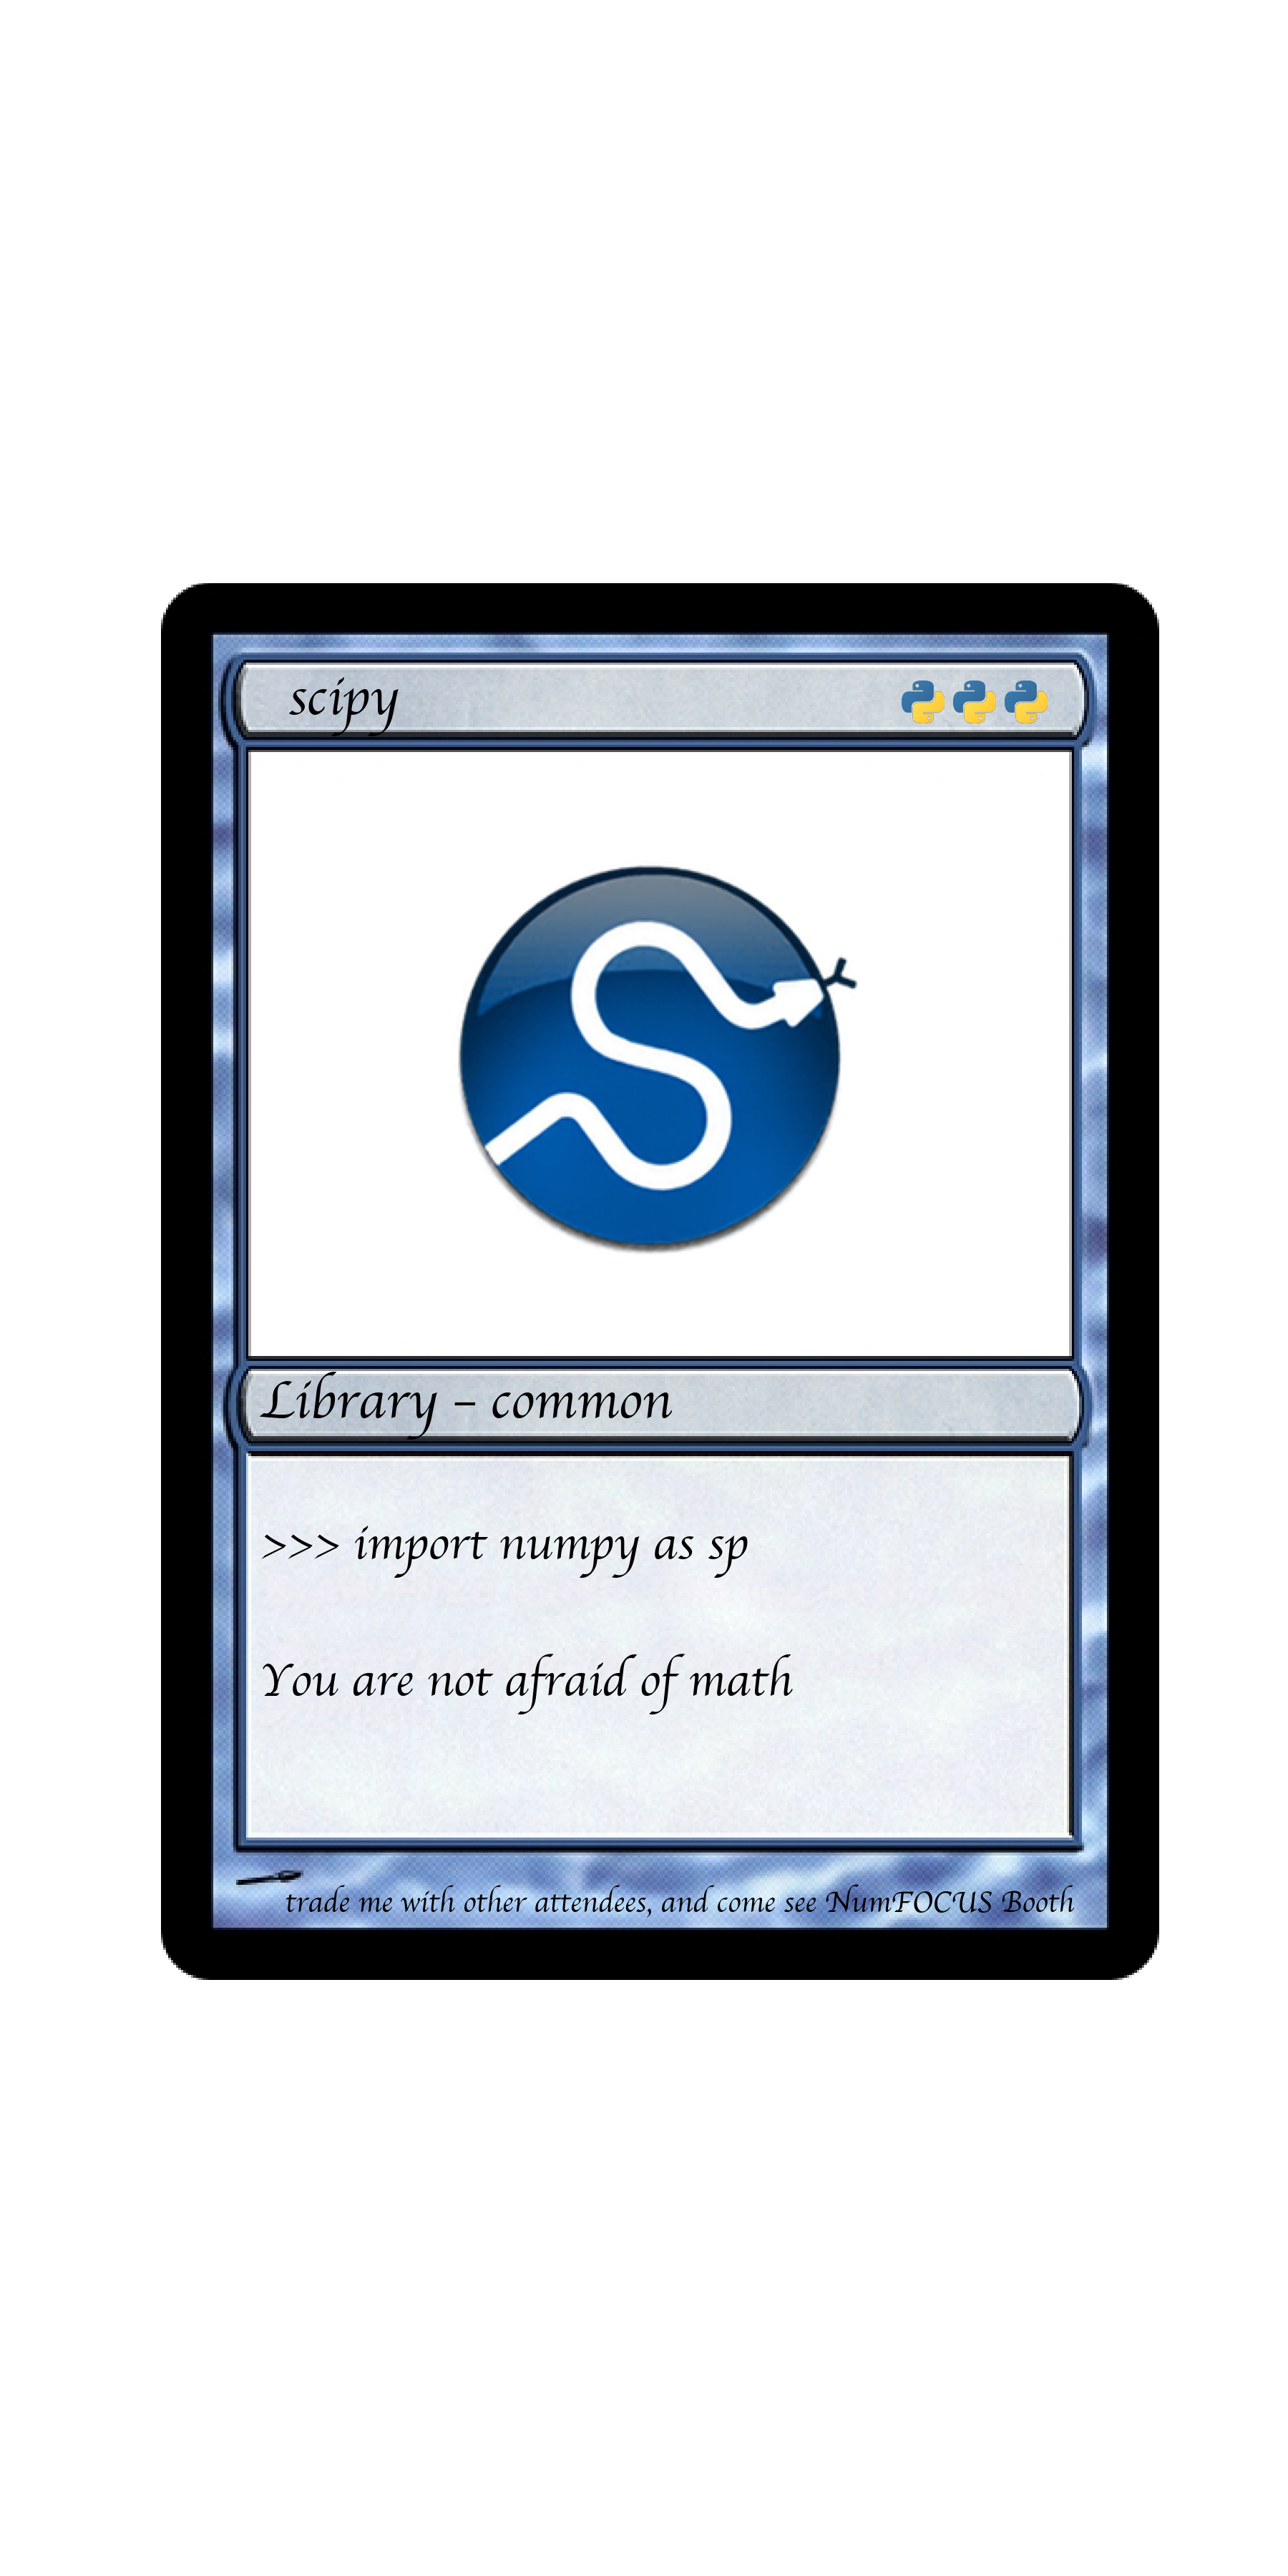 scipy
Library – common
>>> import numpy as sp
You are not afraid of math
trade me with other attendees, and come see NumFOCUS Booth